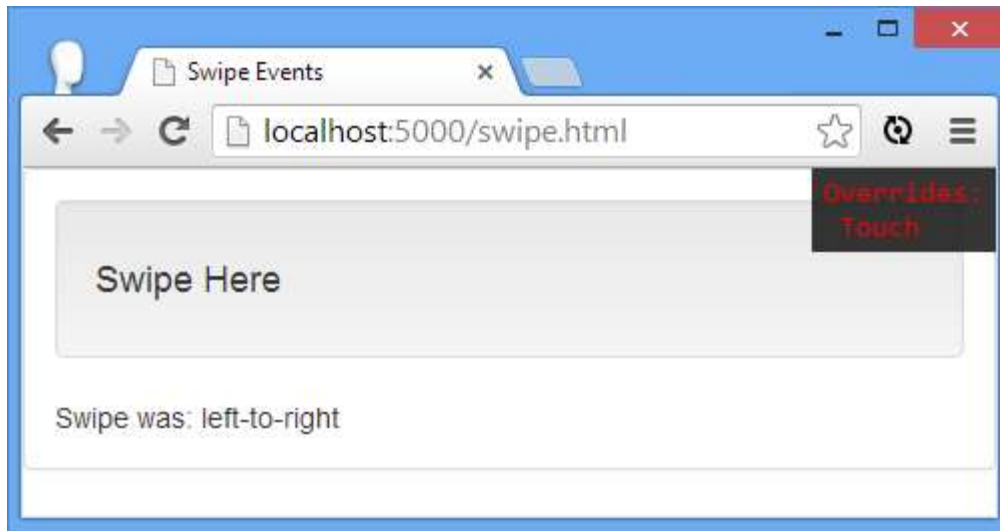 Swipe Events
localhost:5000/swipe.html
Overrides:
Touch
Swipe Here
Swipe was: left-to-right